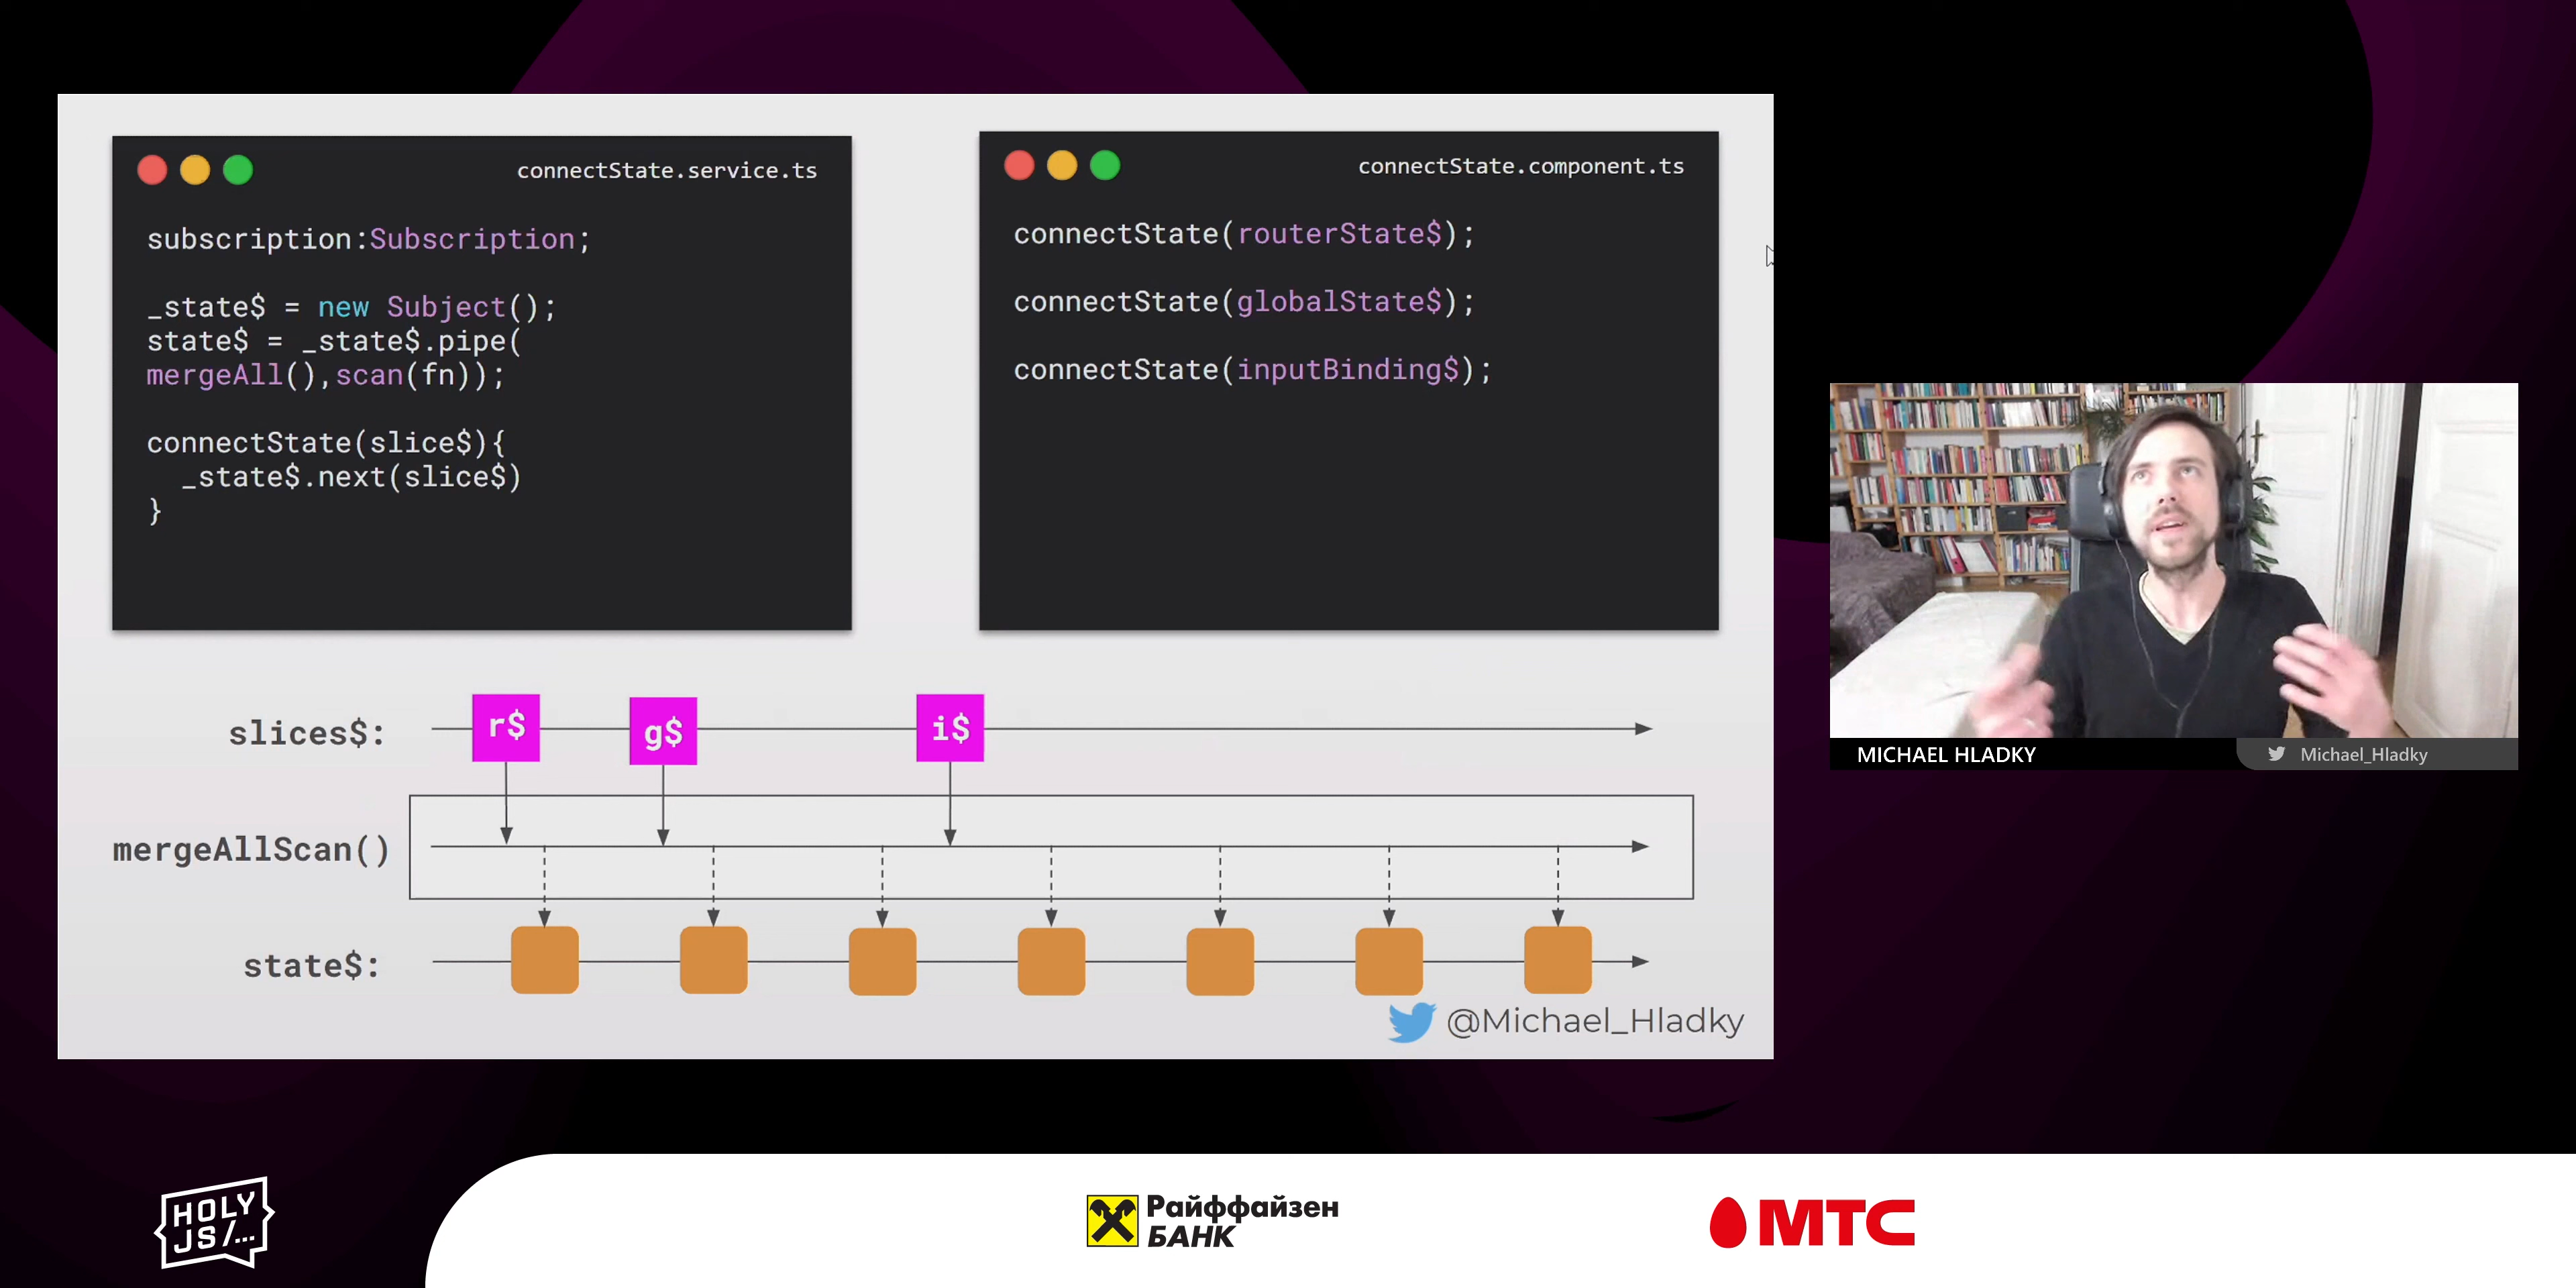 connectState.service.ts
subscription:Subscription;
_state$ = new Subject();
state$ = _state$.pipe(
mergeAll(),scan(fn));
connectState(slice$){
_state$.next(slice$)
}
connectState.component.ts
connectState(routerState$);
connectState(globalState$);
connectState(inputBinding$);
slices$:
r$
g$
i$
mergeAllScan()
state$:
@Michael_Hladky
MICHAEL HLADKY
Michael_Hladky
HOLY
JS/...
Райффайзен
БАНК
МТС